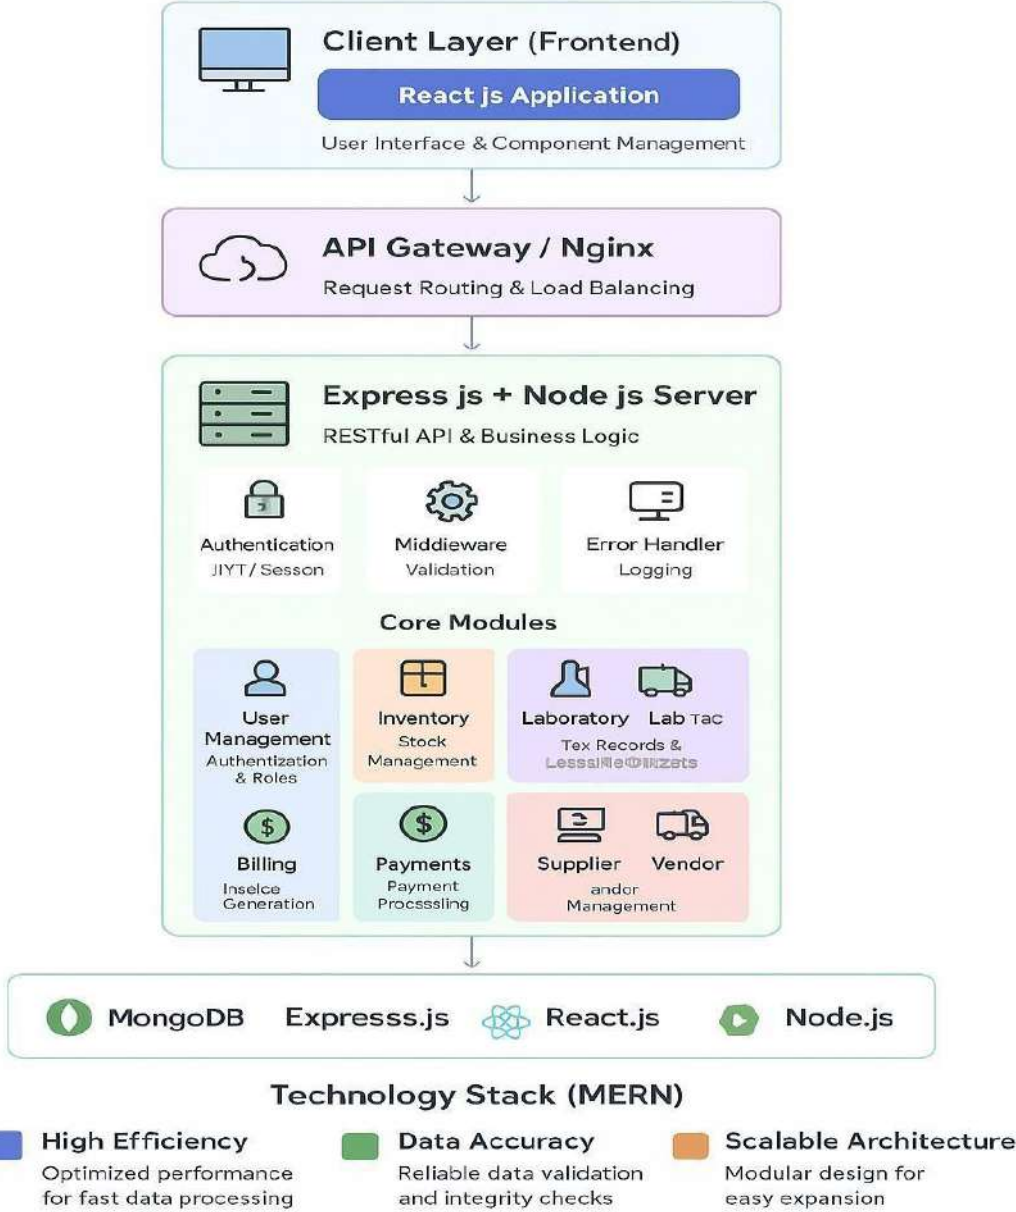 Client Layer (Frontend)
React js Application
User Interface & Component Management
API Gateway / Nginx
Request Routing & Load Balancing
Express js + Node js Server
RESTful API & Business Logic
Authentication
JIYT / Sesson
Middleware
Validation
Error Handler
Logging
Core Modules
User
Management
Authentization
& Roles
Inventory
Stock
Management
Laboratory Lab TAC
Tex Records &
Billing
Inselce
Generation
Payments
Payment
Procsssling
Supplier Vendor
andor
Management
MongoDB Expresss.js React.js Node.js
Technology Stack (MERN)
High Efficiency
Optimized performance
for fast data processing
Data Accuracy
Reliable data validation
and integrity checks
Scalable Architecture
Modular design for
easy expansion